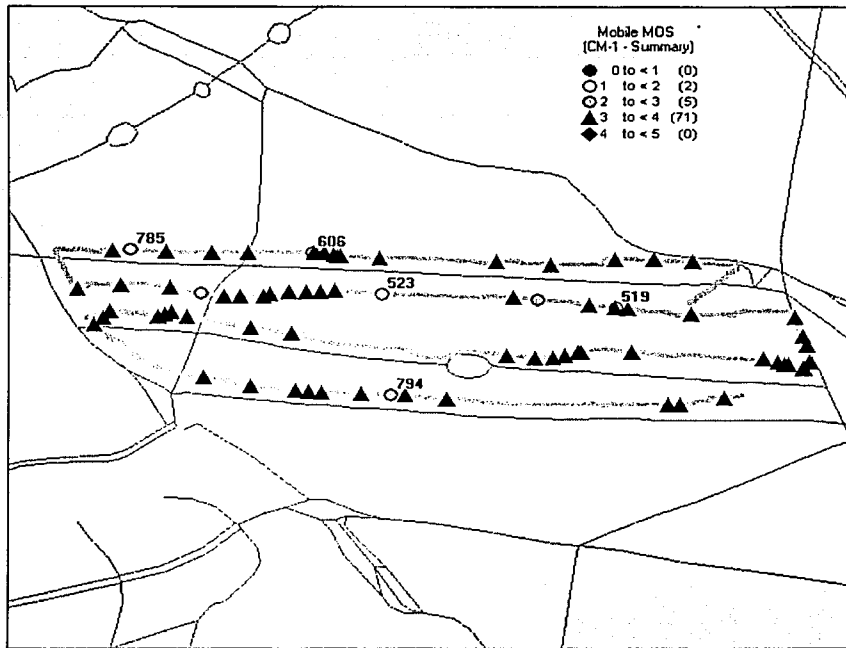 Mobile MOS
(CM-1 - Summary)
0 to < 1 (0)
1 to < 2 (2)
2 to < 3 (5)
3 to < 4 (71)
4 to < 5 (0)
785
606
523
519
794